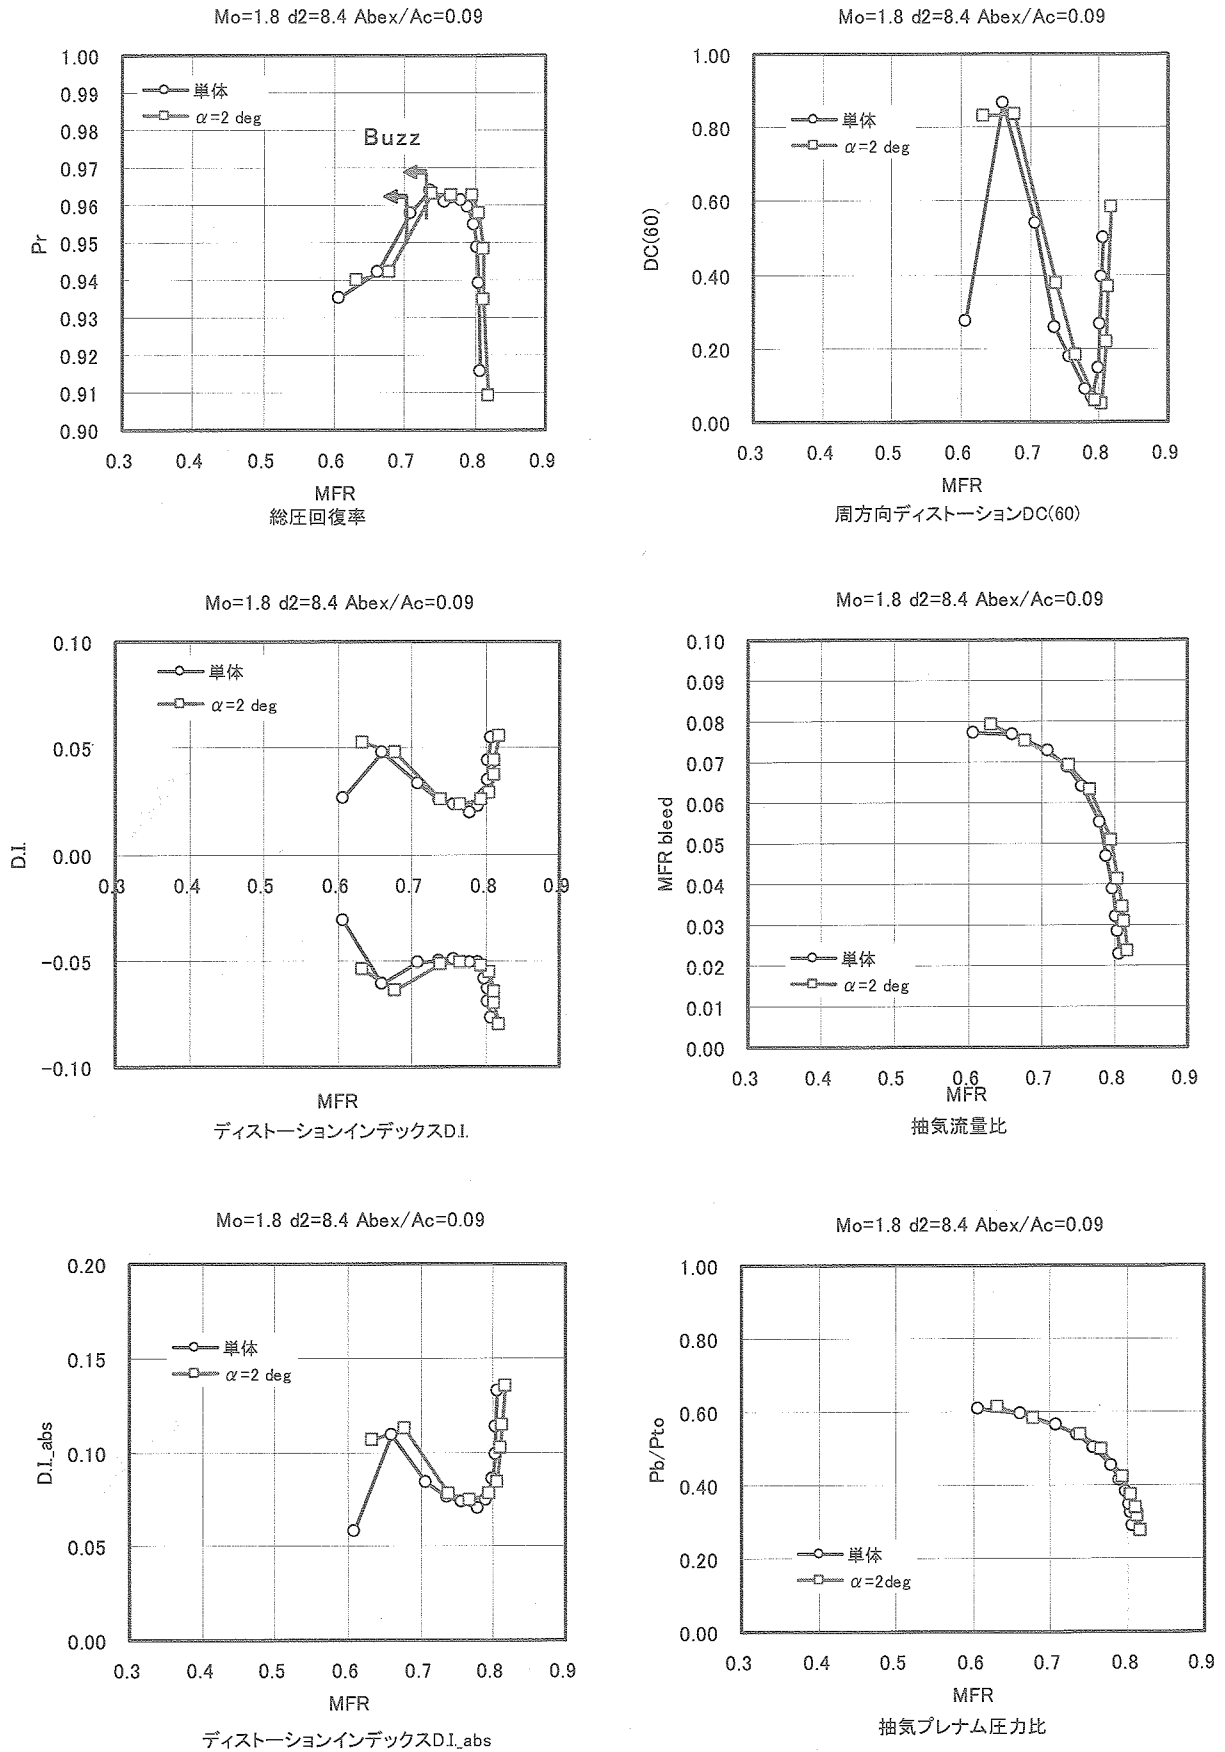 Mo=1.8 d2=8.4 Abex/Ac=0.09
1.00
0.99
0.98
0.97
0.96
0.95
0.94
0.93
0.92
0.91
0.90
Pr
単体
α=2 deg
Buzz
0.3 0.4 0.5 0.6 0.7 0.8 0.9
MFR
総圧回復率
Mo=1.8 d2=8.4 Abex/Ac=0.09
1.00
0.80
0.60
0.40
0.20
0.00
DC(60)
単体
α=2 deg
0.3 0.4 0.5 0.6 0.7 0.8 0.9
MFR
周方向ディストーションDC(60)
Mo=1.8 d2=8.4 Abex/Ac=0.09
0.10
0.05
0.00
-0.05
-0.10
D.I.
単体
α=2 deg
0.3 0.4 0.5 0.6 0.7 0.8 0.9
MFR
ディストーションインデックスD.I.
Mo=1.8 d2=8.4 Abex/Ac=0.09
0.10
0.09
0.08
0.07
0.06
0.05
0.04
0.03
0.02
0.01
0.00
MFR bleed
単体
α=2 deg
0.3 0.4 0.5 0.6 0.7 0.8 0.9
MFR
抽気流量比
Mo=1.8 d2=8.4 Abex/Ac=0.09
0.20
0.15
0.10
0.05
0.00
D.I._abs
単体
α=2 deg
0.3 0.4 0.5 0.6 0.7 0.8 0.9
MFR
ディストーションインデックスD.I._abs
Mo=1.8 d2=8.4 Abex/Ac=0.09
1.00
0.80
0.60
0.40
0.20
0.00
Pb/Pto
単体
α=2deg
0.3 0.4 0.5 0.6 0.7 0.8 0.9
MFR
抽気プレナム圧力比